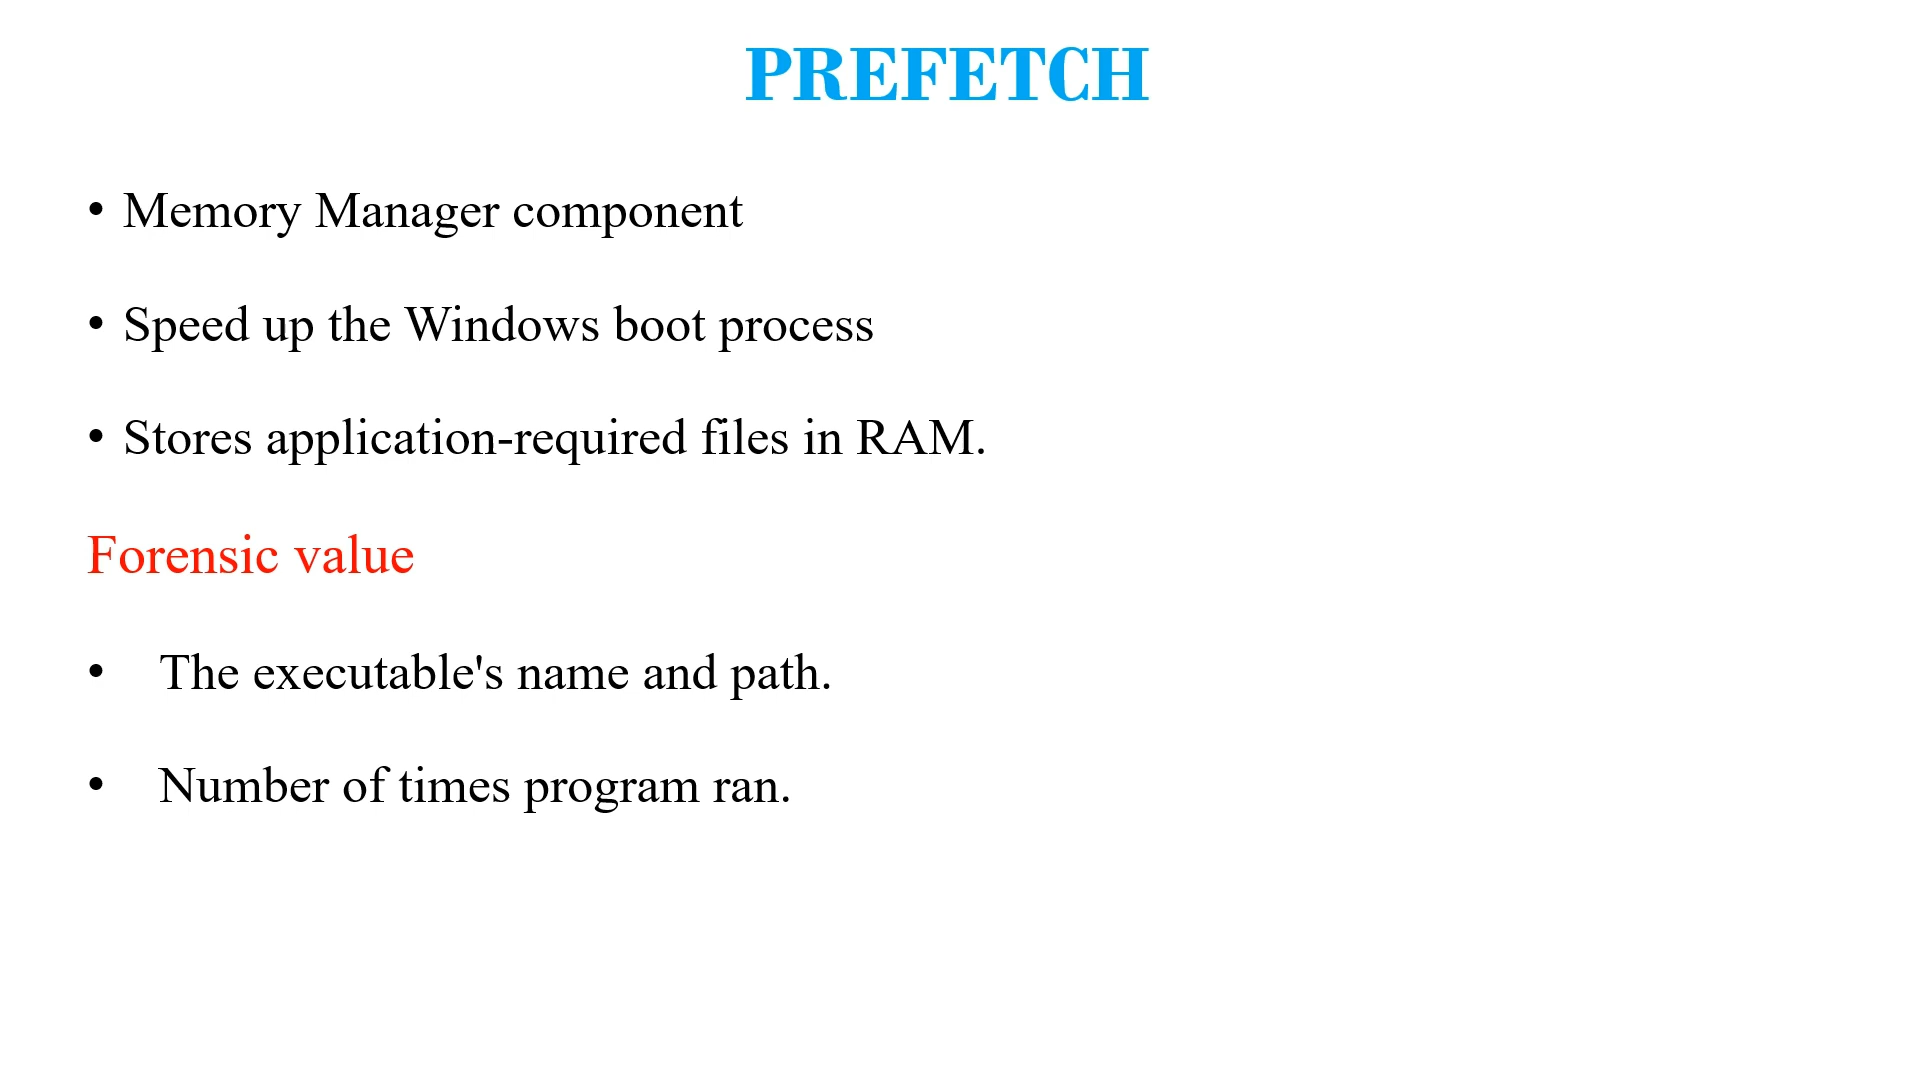 PREFETCH
• Memory Manager component
• Speed up the Windows boot process
• Stores application-required files in RAM.
Forensic value
• The executable's name and path.
• Number of times program ran.